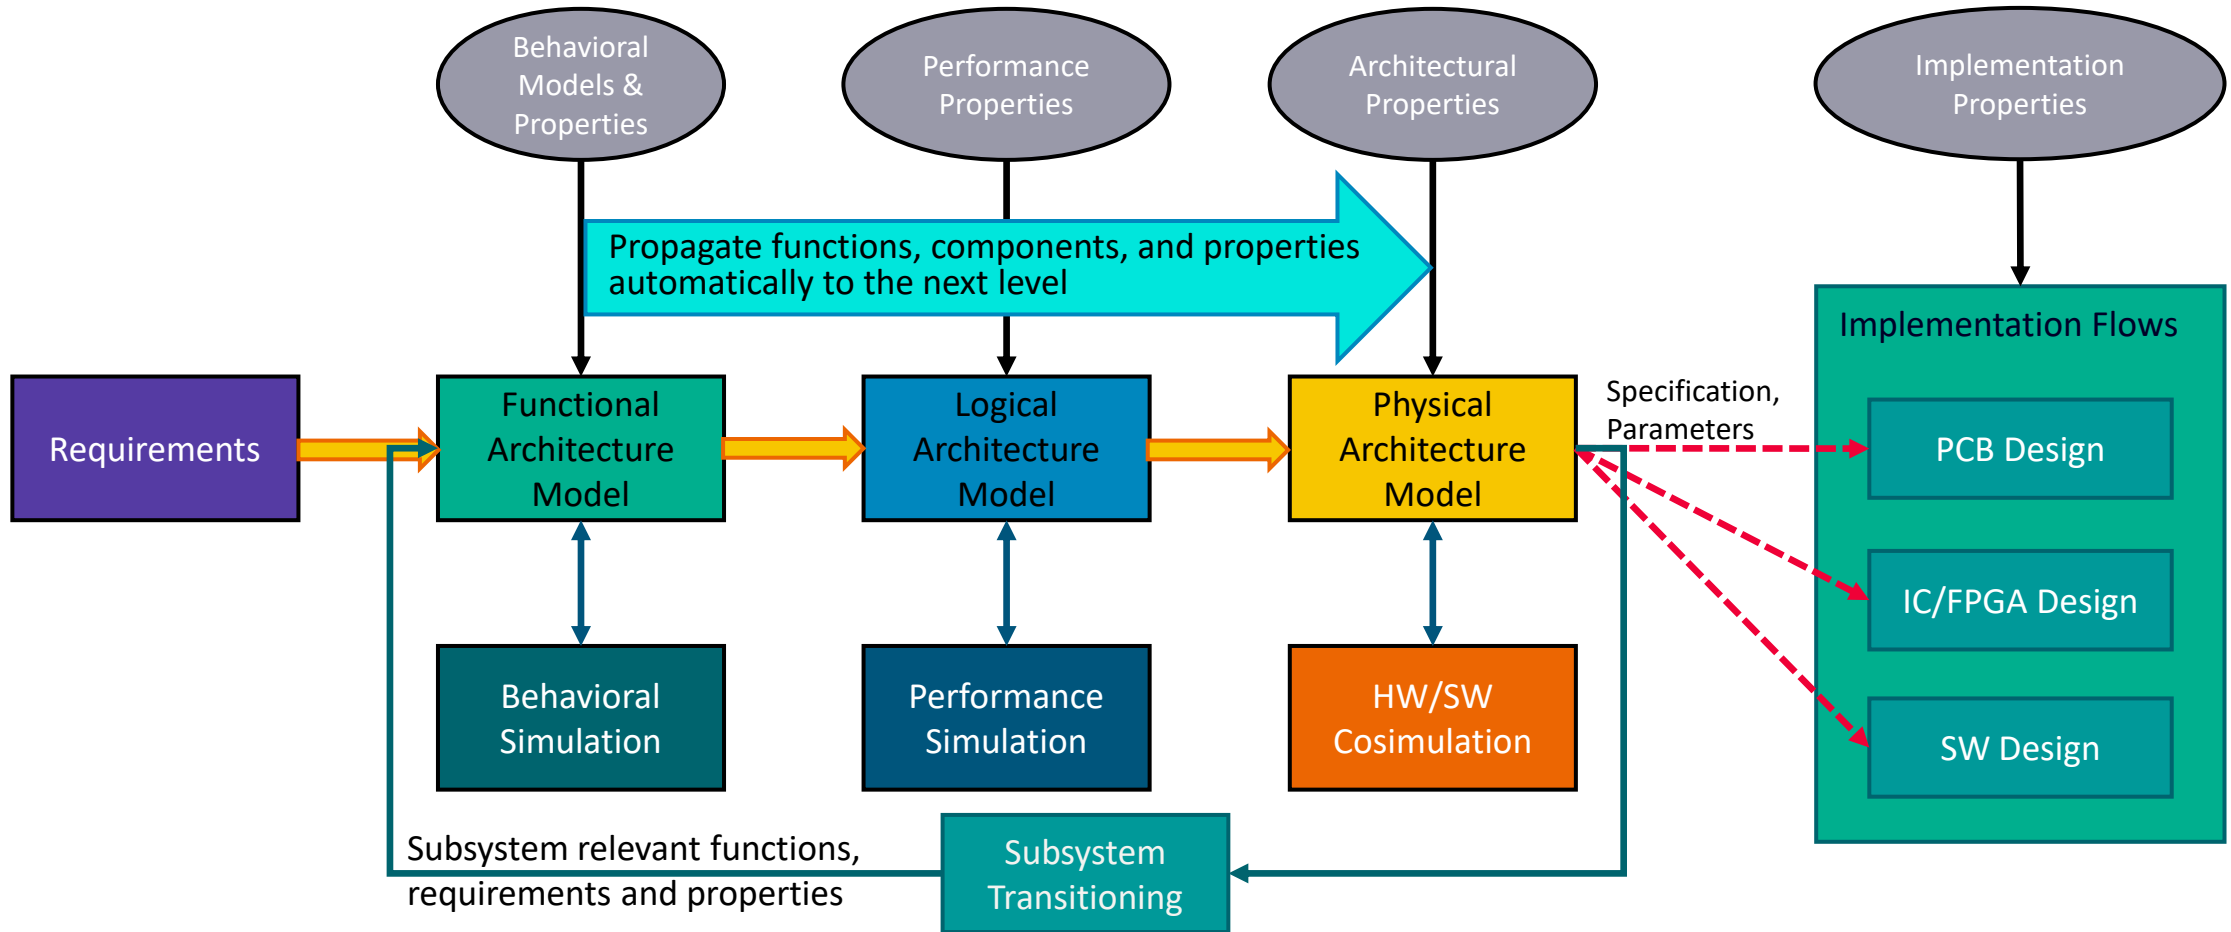 Behavioral
Models &
Properties
Performance
Properties
Architectural
Properties
Implementation
Properties
Propagate functions, components, and properties
automatically to the next level
Implementation Flows
Requirements
Functional
Architecture
Model
Logical
Architecture
Model
Physical
Architecture
Model
Specification,
Parameters
PCB Design
IC/FPGA Design
SW Design
Behavioral
Simulation
Performance
Simulation
HW/SW
Cosimulation
Subsystem relevant functions,
requirements and properties
Subsystem
Transitioning